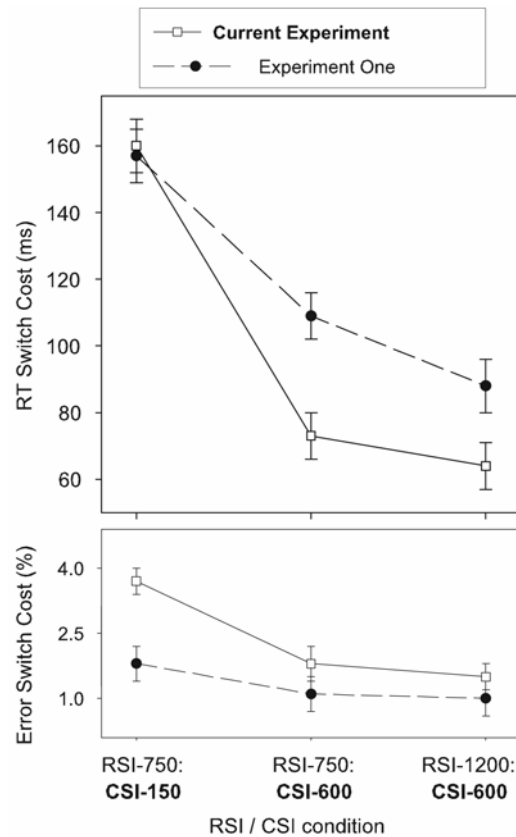 Current Experiment
Experiment One
RT Switch Cost (ms)
160
140
120
100
80
60
Error Switch Cost (%)
4.0
2.5
1.0
RSI-750: RSI-750: RSI-1200:
CSI-150 CSI-600 CSI-600
RSI / CSI condition